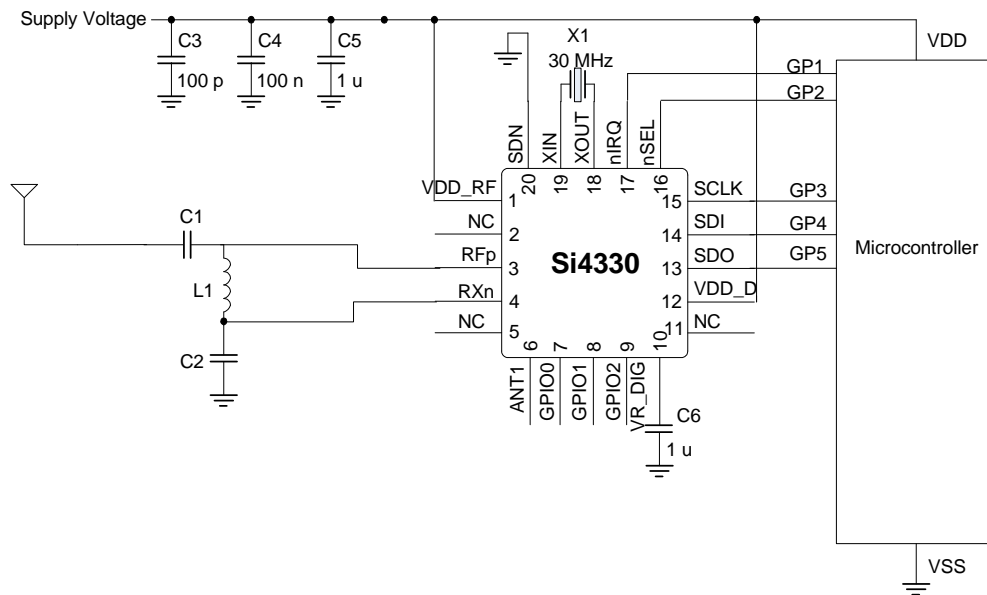 Supply Voltage
C3
100 p
C4
100 n
C5
1 u
X1
30 MHz
VDD
GP1
GP2
SDN
XIN
XOUT
nIRQ
nSEL
20
19
18
17
16
VDD_RF
1
15
SCLK
GP3
NC
2
14
SDI
GP4
C1
RFp
3
Si4330
13
SDO
GP5
Microcontroller
L1
RXn
4
12
VDD_D
NC
5
11
NC
6
7
8
9
10
C2
ANT1
GPIO0
GPIO1
GPIO2
VR_DIG
C6
1 u
VSS